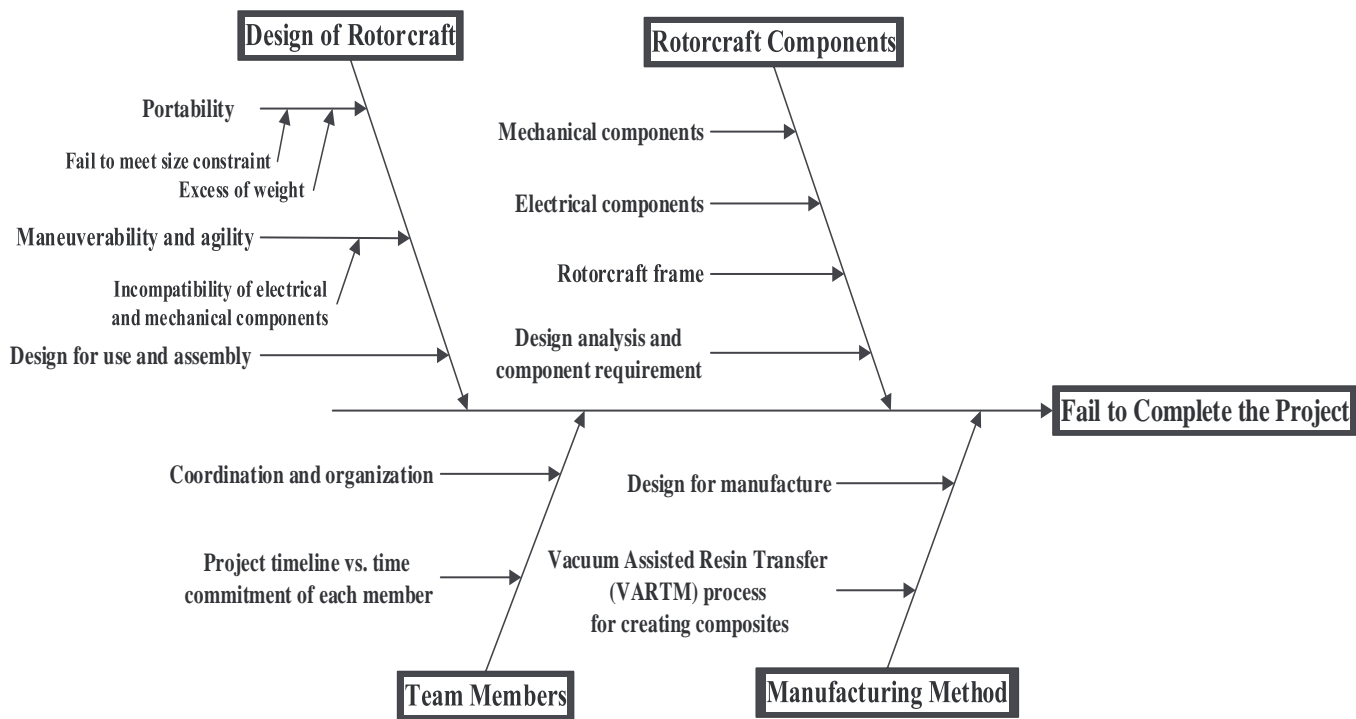 Design of Rotorcraft
Rotorcraft Components
Portability
Fail to meet size constraint
Excess of weight
Maneuverability and agility
Incompatibility of electrical
and mechanical components
Design for use and assembly
Mechanical components
Electrical components
Rotorcraft frame
Design analysis and
component requirement
Fail to Complete the Project
Coordination and organization
Project timeline vs. time
commitment of each member
Design for manufacture
Vacuum Assisted Resin Transfer
(VARTM) process
for creating composites
Team Members
Manufacturing Method